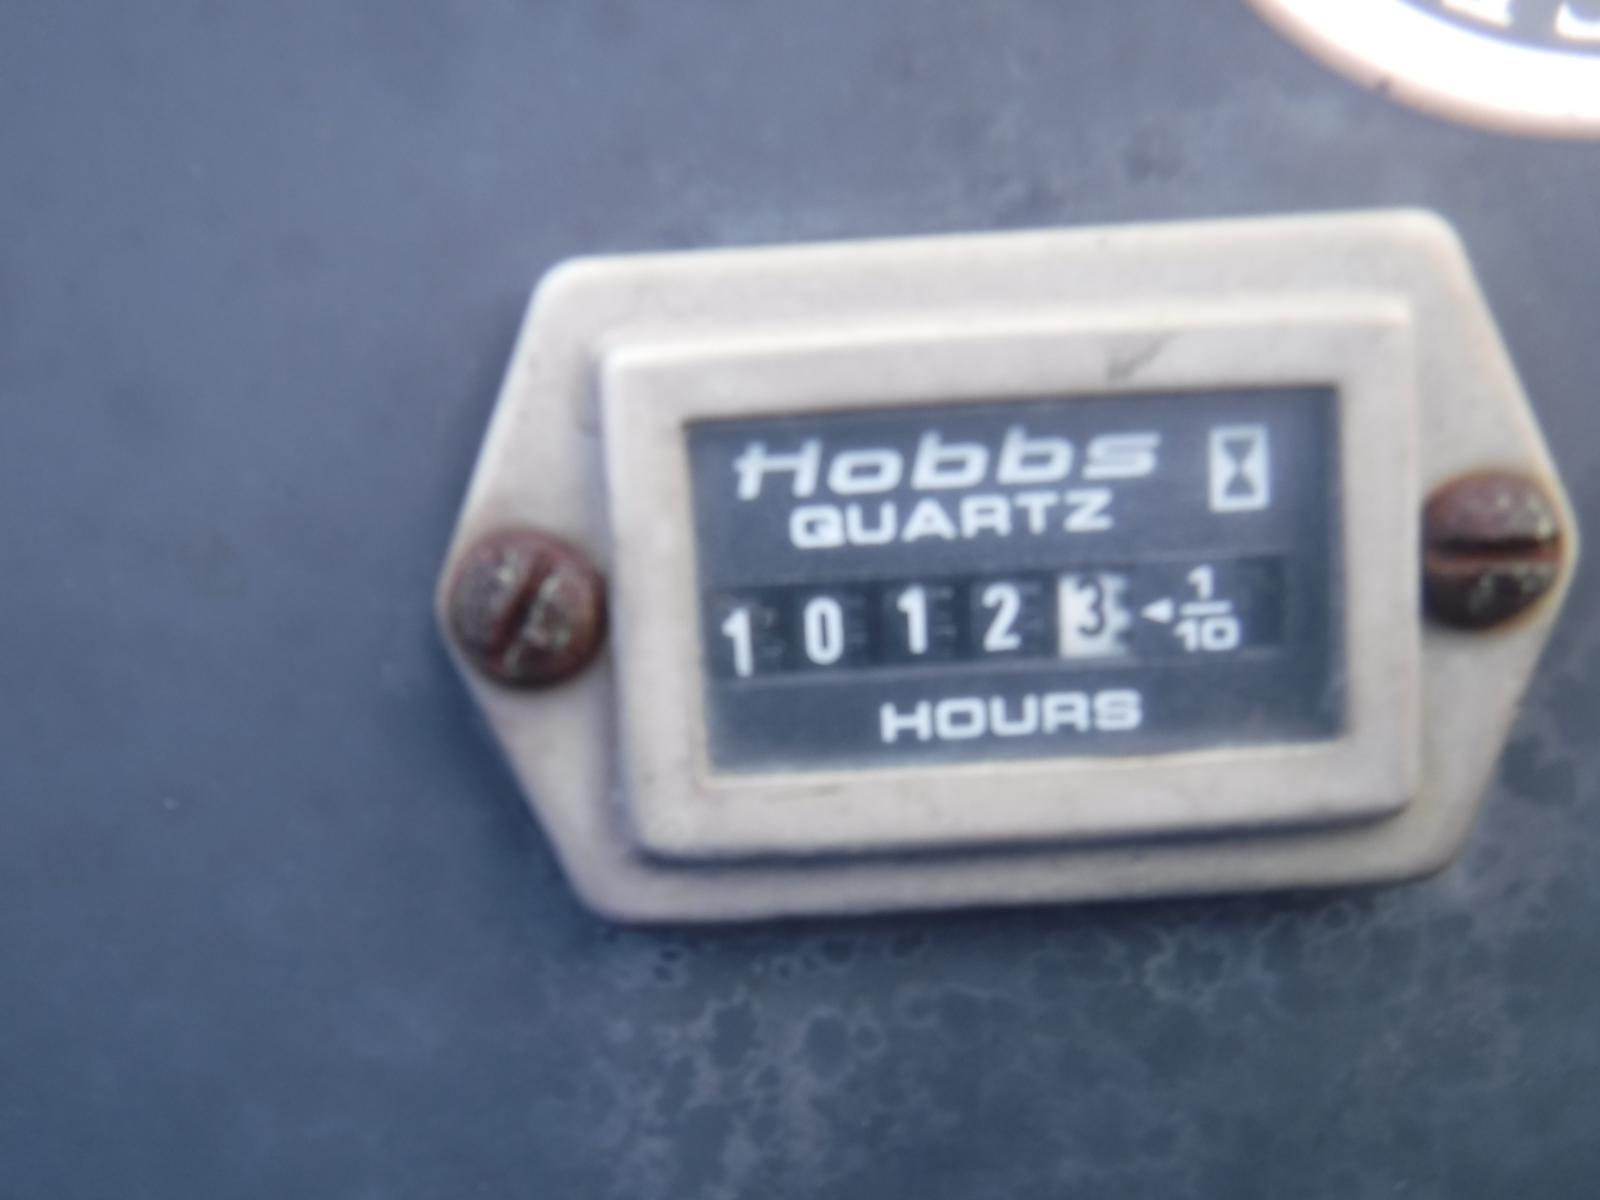 Hobbs
QUARTZ
1 0 1 2 3 ◄ 1/10
HOURS